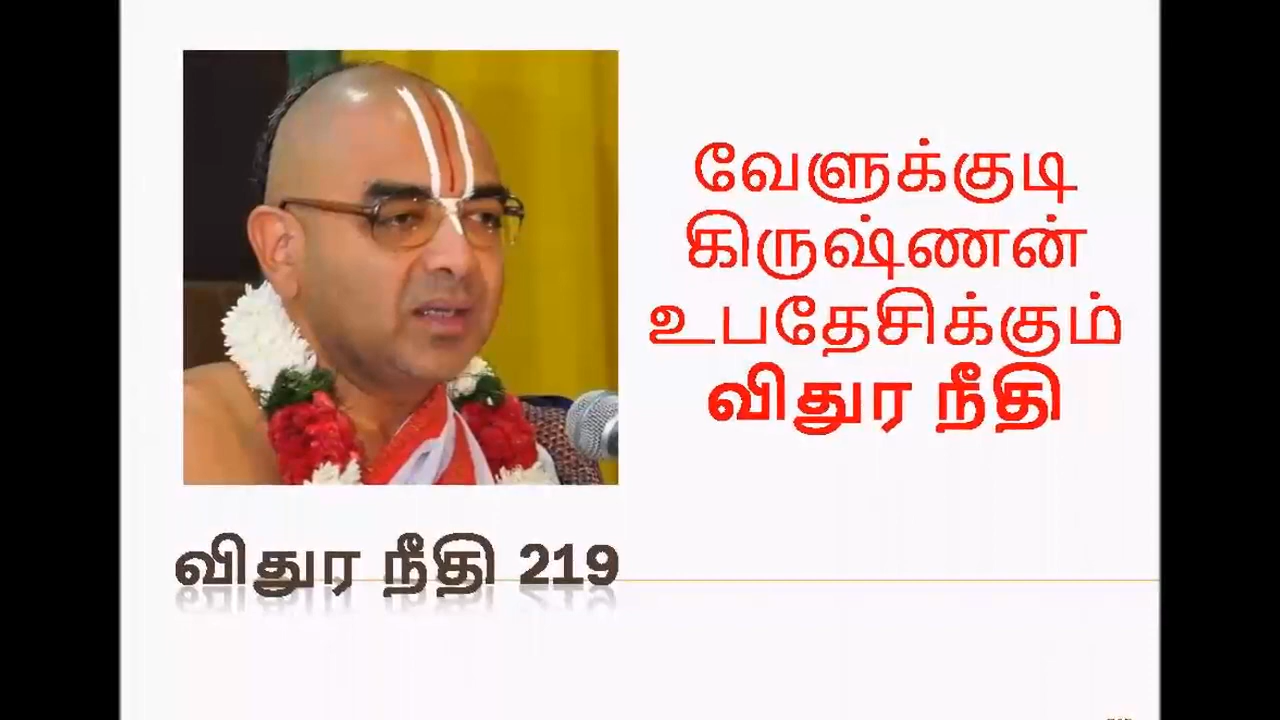 வேளுக்குடி
கிருஷ்ணன்
உபதேசிக்கும்
விதுர நீதி
விதுர நீதி 219